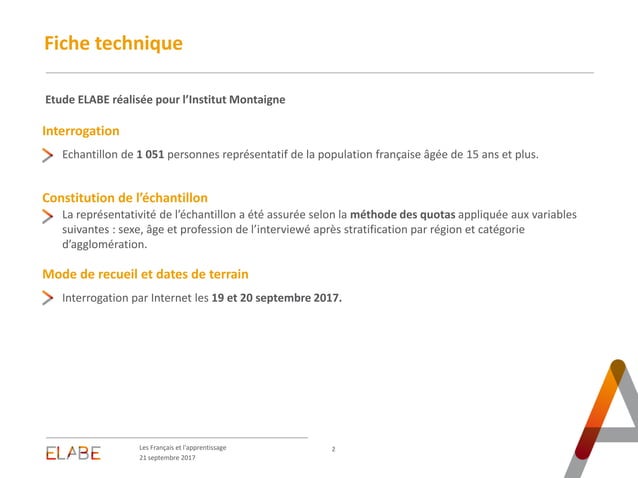 Fiche technique
Etude ELABE réalisée pour l’Institut Montaigne
Interrogation
Echantillon de 1 051 personnes représentatif de la population française âgée de 15 ans et plus.
Constitution de l’échantillon
La représentativité de l’échantillon a été assurée selon la méthode des quotas appliquée aux variables
suivantes : sexe, âge et profession de l’interviewé après stratification par région et catégorie
d’agglomération.
Mode de recueil et dates de terrain
Interrogation par Internet les 19 et 20 septembre 2017.
ELABE
Les Français et l’apprentissage
21 septembre 2017
2